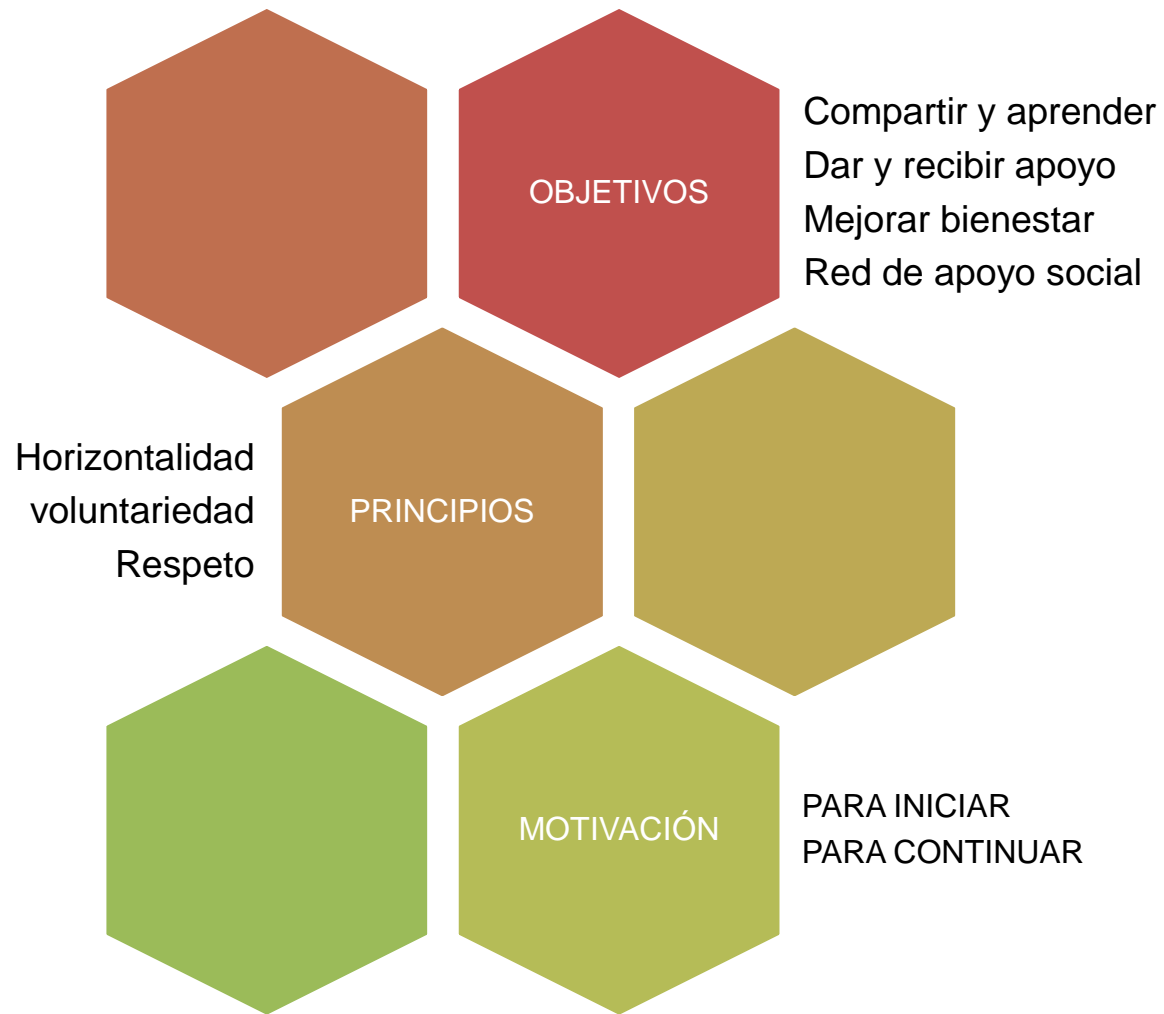 OBJETIVOS
Compartir y aprender
Dar y recibir apoyo
Mejorar bienestar
Red de apoyo social
Horizontalidad
voluntariedad
Respeto
PRINCIPIOS
MOTIVACIÓN
PARA INICIAR
PARA CONTINUAR